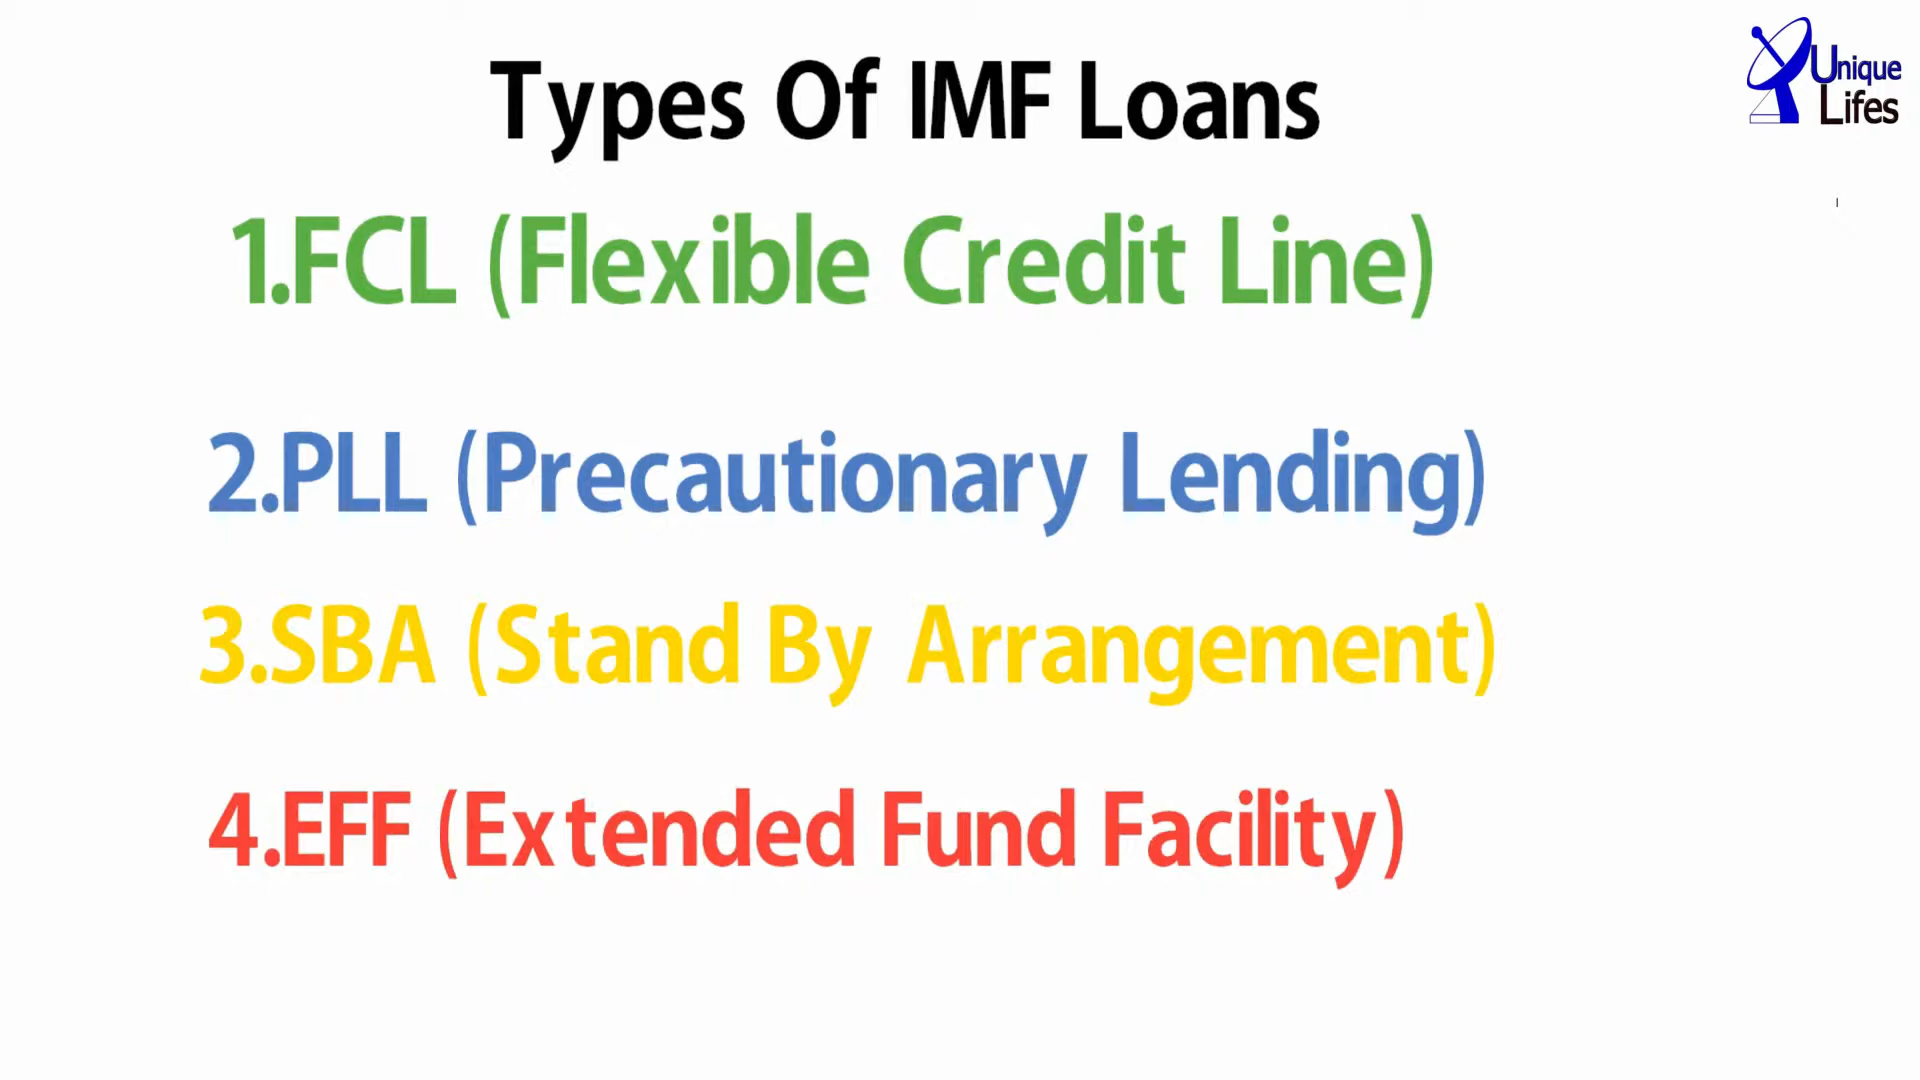 Types Of IMF Loans
Unique
Lifes
1.FCL (Flexible Credit Line)
2.PLL (Precautionary Lending)
3.SBA (Stand By Arrangement)
4.EFF (Extended Fund Facility)